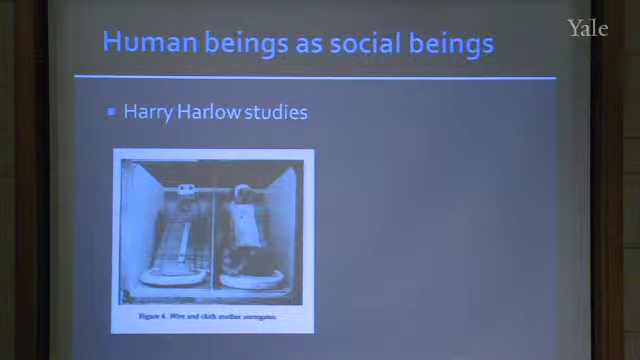 Yale
Human beings as social beings
Harry Harlow studies
Figure 4. Wire and cloth mother surrogates.